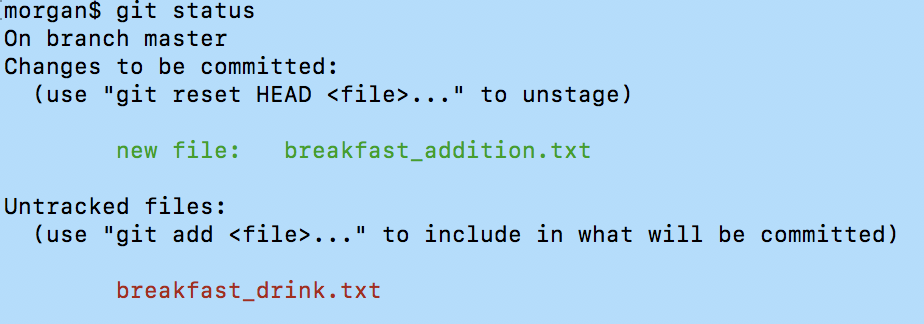 morgan$ git status
On branch master
Changes to be committed:
  (use "git reset HEAD <file>..." to unstage)
        new file:   breakfast_addition.txt
Untracked files:
  (use "git add <file>..." to include in what will be committed)
        breakfast_drink.txt